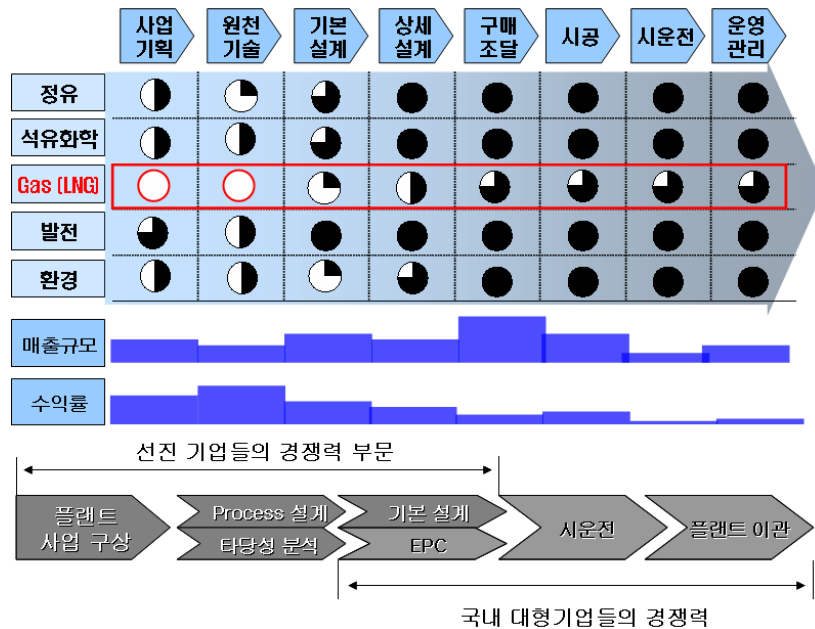 사업
기획
원천
기술
기본
설계
상세
설계
구매
조달
시공
시운전
운영
관리
정유
석유화학
Gas (LNG)
발전
환경
매출규모
수익률
선진 기업들의 경쟁력 부문
플랜트
사업 구상
Process 설계
타당성 분석
기본 설계
EPC
시운전
플랜트 이관
국내 대형기업들의 경쟁력